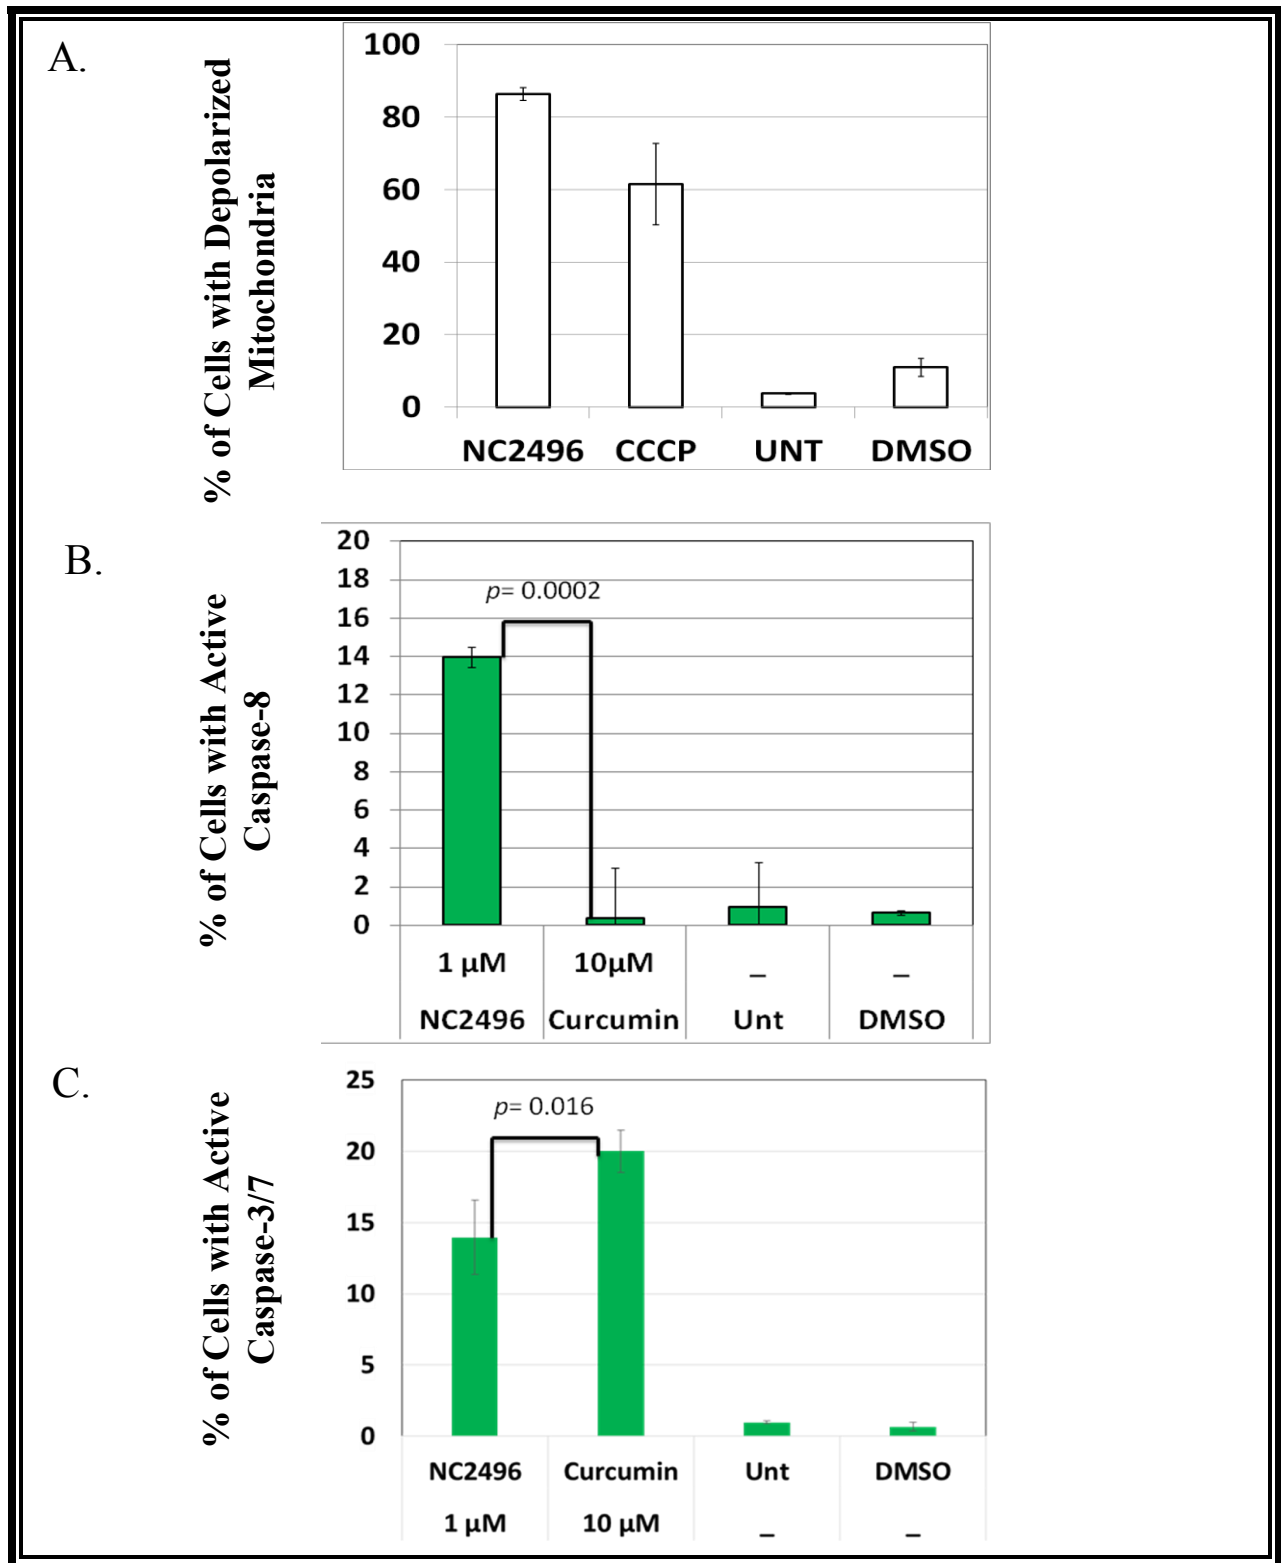 A.
% of Cells with Depolarized
Mitochondria
100
80
60
40
20
0
NC2496 CCCP UNT DMSO
B.
% of Cells with Active
Caspase-8
20
18
16
14
12
10
8
6
4
2
0
p= 0.0002
1 µM 10µM – –
NC2496 Curcumin Unt DMSO
C.
% of Cells with Active
Caspase-3/7
25
20
15
10
5
0
p= 0.016
NC2496 Curcumin Unt DMSO
1 µM 10 µM – –